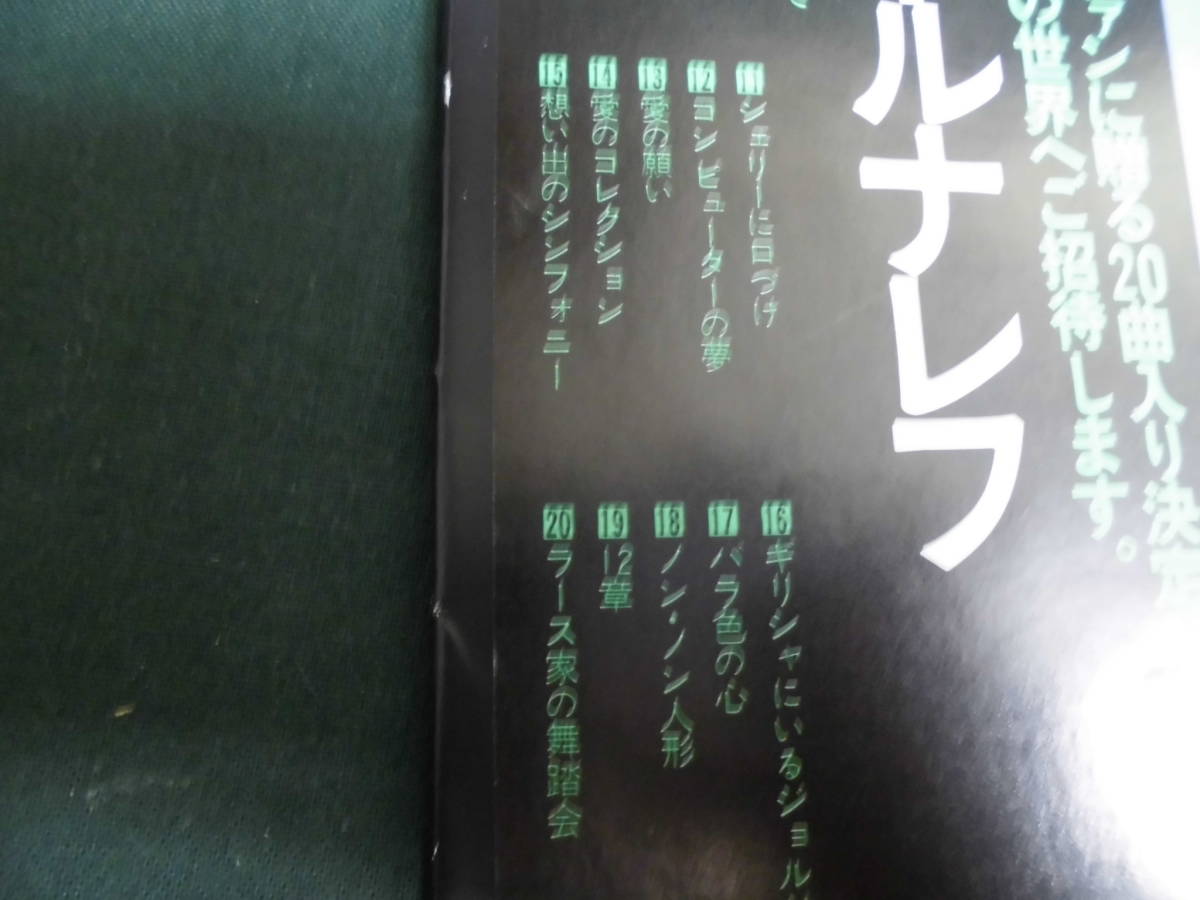 アンに贈る20曲入り決定
の世界へご招待します。
ルナレフ
て
11 シェリーに口づけ
12 コンピューターの夢
13 愛の願い
14 愛のコレクション
15 想い出のシンフォニー
16 ギリシャにいるジョル
17 バラ色の心
18 ノン・ノン人形
19 12章
20 ラース家の舞踏会